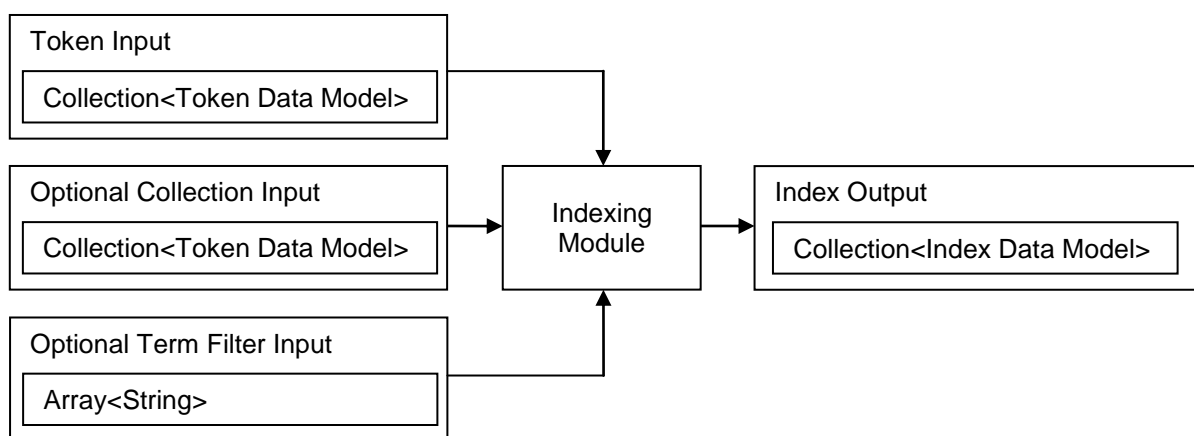 Token Input
Collection<Token Data Model>
Optional Collection Input
Collection<Token Data Model>
Optional Term Filter Input
Array<String>
Indexing
Module
Index Output
Collection<Index Data Model>